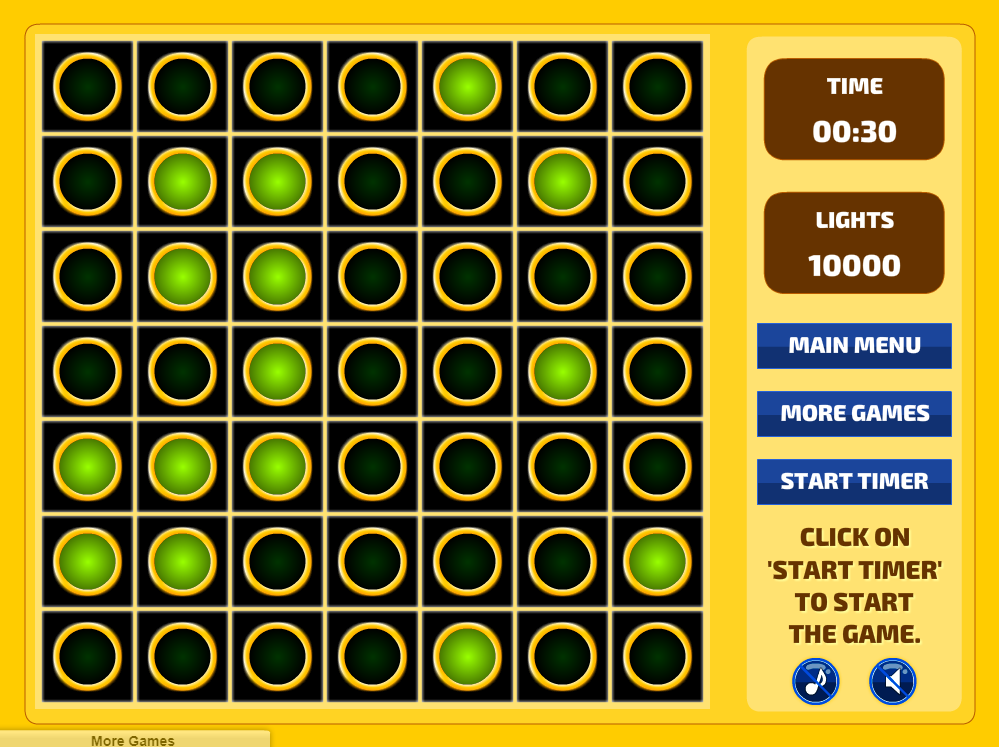 TIME
00:30
LIGHTS
10000
MAIN MENU
MORE GAMES
START TIMER
CLICK ON
'START TIMER'
TO START
THE GAME.
More Games